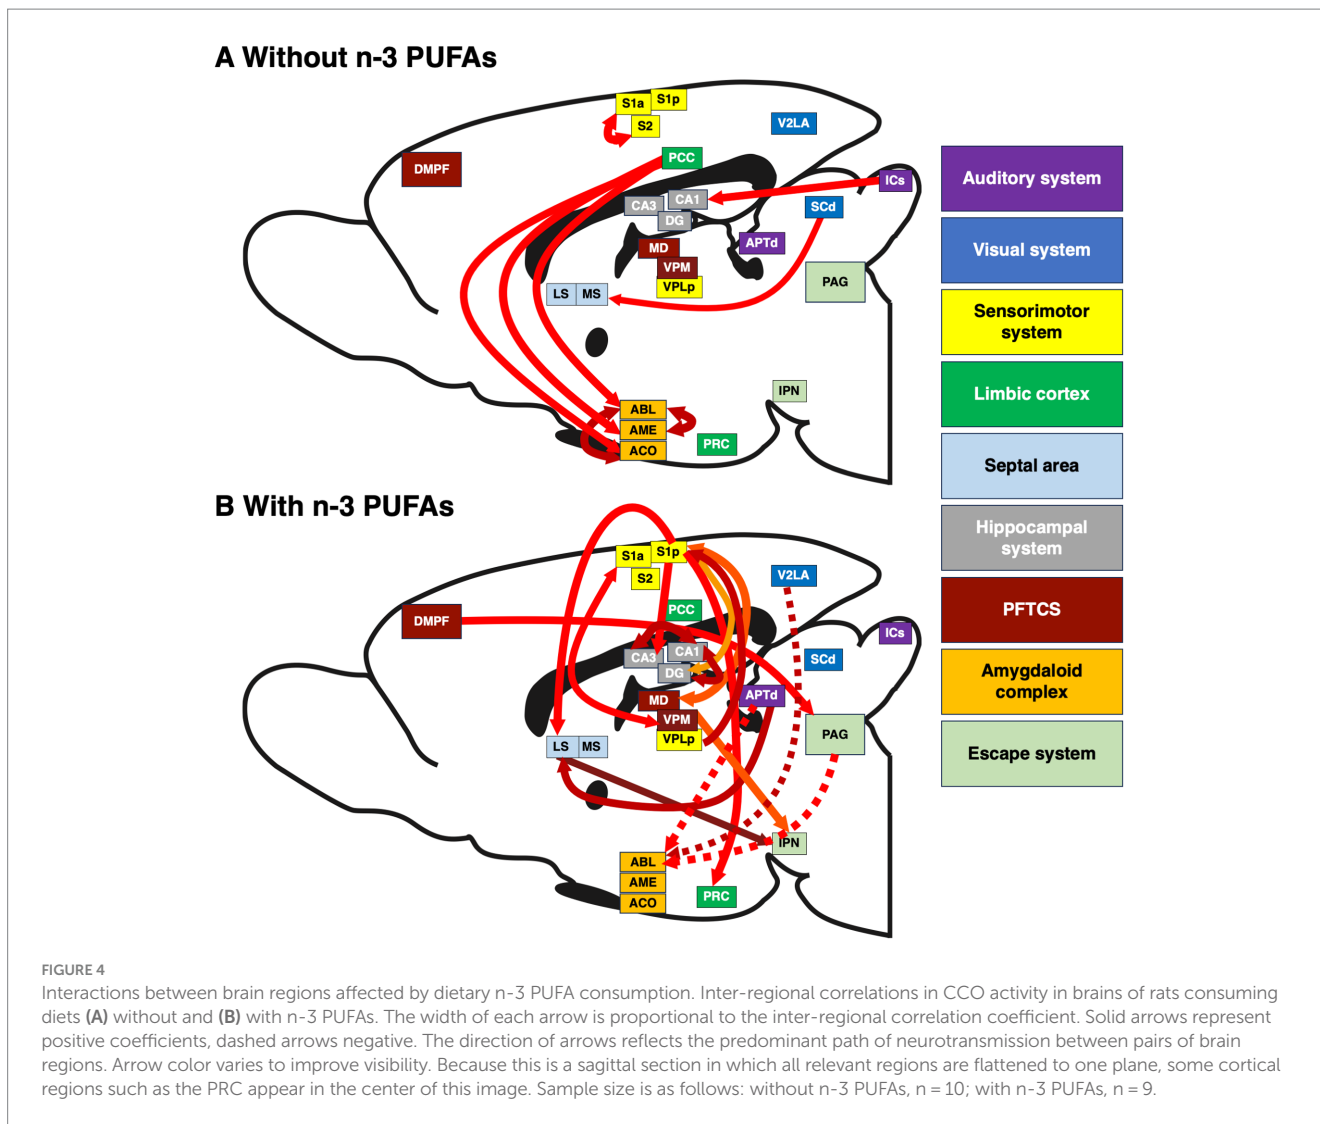 A Without n-3 PUFAs
S1a
S1p
S2
V2LA
DMPF
PCC
ICs
CA3
CA1
DG
SCd
MD
APTd
VPM
VPLp
PAG
LS
MS
IPN
ABL
AME
ACO
PRC
Auditory system
Visual system
Sensorimotor
system
Limbic cortex
Septal area
Hippocampal
system
PFTCS
Amygdaloid
complex
Escape system
B With n-3 PUFAs
S1a
S1p
S2
V2LA
DMPF
PCC
ICs
CA3
CA1
DG
SCd
MD
APTd
VPM
VPLp
PAG
LS
MS
IPN
ABL
AME
ACO
PRC
FIGURE 4
Interactions between brain regions affected by dietary n-3 PUFA consumption. Inter-regional correlations in CCO activity in brains of rats consuming
diets (A) without and (B) with n-3 PUFAs. The width of each arrow is proportional to the inter-regional correlation coefficient. Solid arrows represent
positive coefficients, dashed arrows negative. The direction of arrows reflects the predominant path of neurotransmission between pairs of brain
regions. Arrow color varies to improve visibility. Because this is a sagittal section in which all relevant regions are flattened to one plane, some cortical
regions such as the PRC appear in the center of this image. Sample size is as follows: without n-3 PUFAs, n = 10; with n-3 PUFAs, n = 9.